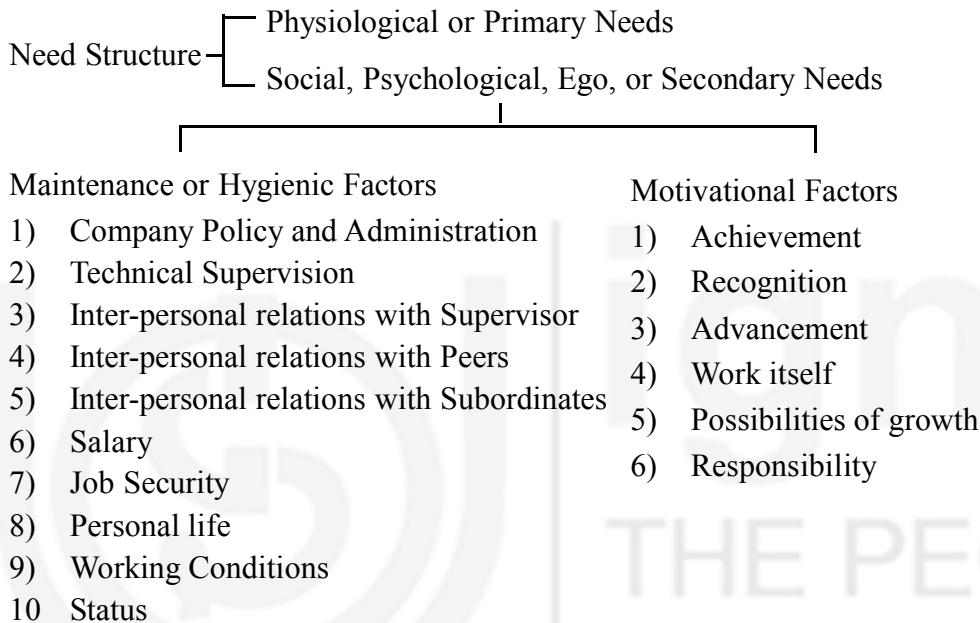 Need Structure
Physiological or Primary Needs
Social, Psychological, Ego, or Secondary Needs
Maintenance or Hygienic Factors
1) Company Policy and Administration
2) Technical Supervision
3) Inter-personal relations with Supervisor
4) Inter-personal relations with Peers
5) Inter-personal relations with Subordinates
6) Salary
7) Job Security
8) Personal life
9) Working Conditions
10 Status
Motivational Factors
1) Achievement
2) Recognition
3) Advancement
4) Work itself
5) Possibilities of growth
6) Responsibility
THE PE